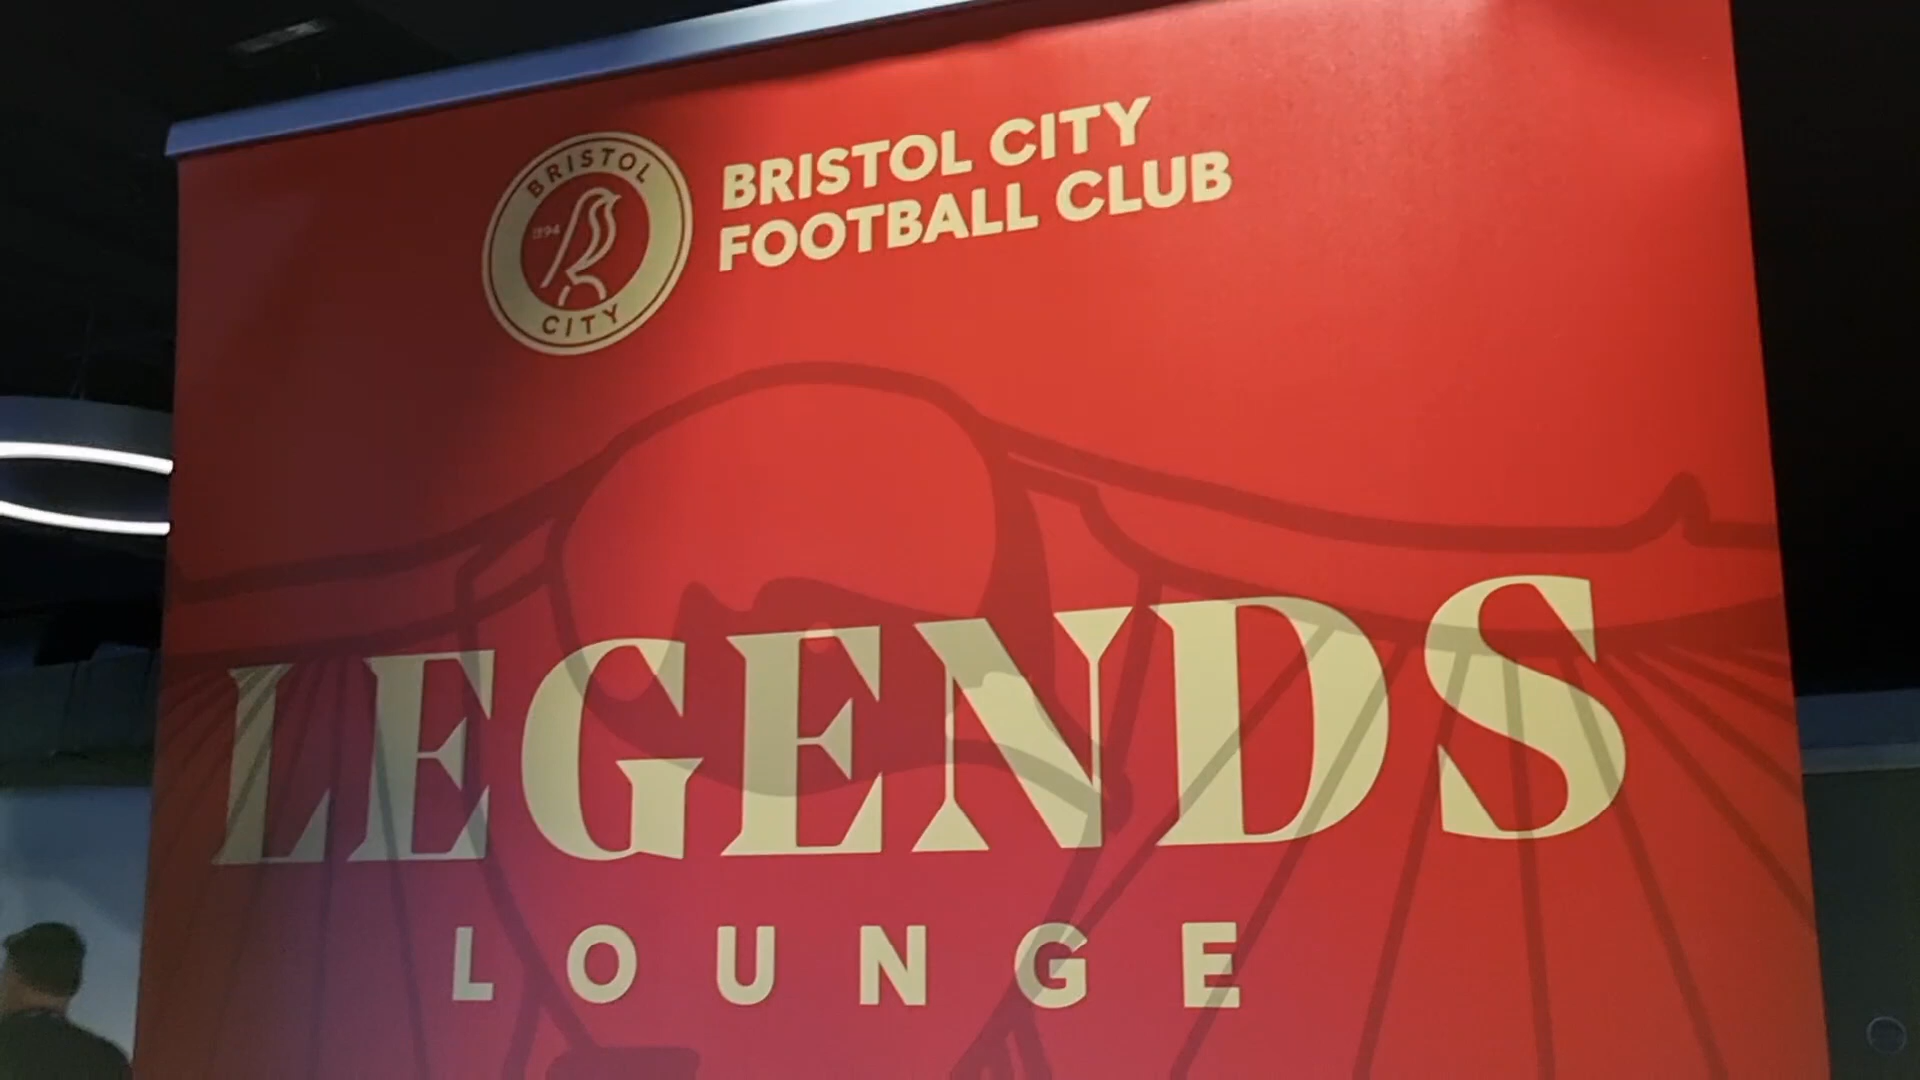 BRISTOL
1894
CITY
BRISTOL CITY
FOOTBALL CLUB
LEGENDS
LOUNGE